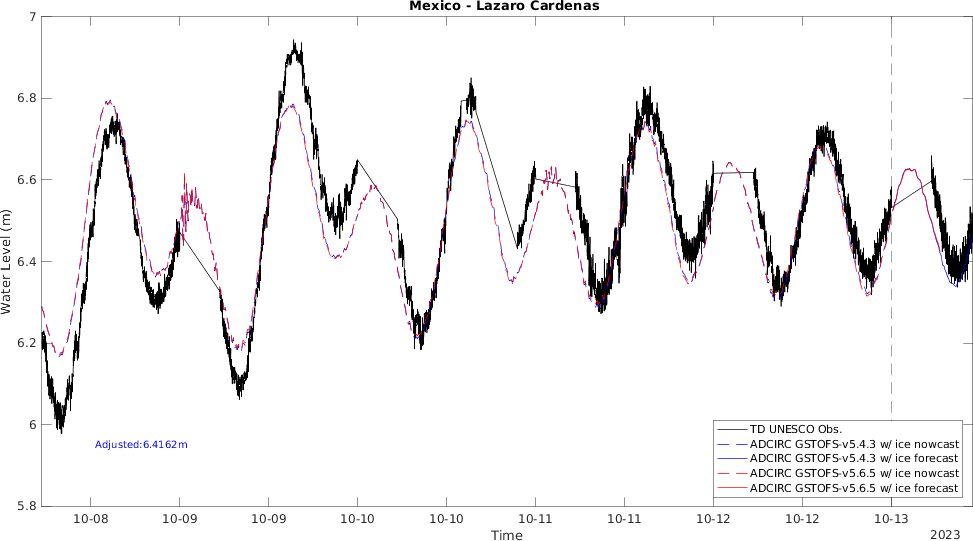 Mexico - Lazaro Cardenas
7
6.8
6.6
6.4
6.2
6
5.8
Water Level (m)
Adjusted:6.4162m
TD UNESCO Obs.
ADCIRC GSTOFS-v5.4.3 w/ ice nowcast
ADCIRC GSTOFS-v5.4.3 w/ ice forecast
ADCIRC GSTOFS-v5.6.5 w/ ice nowcast
ADCIRC GSTOFS-v5.6.5 w/ ice forecast
10-08 10-09 10-09 10-10 10-10 10-11 10-11 10-12 10-12 10-13
Time
2023